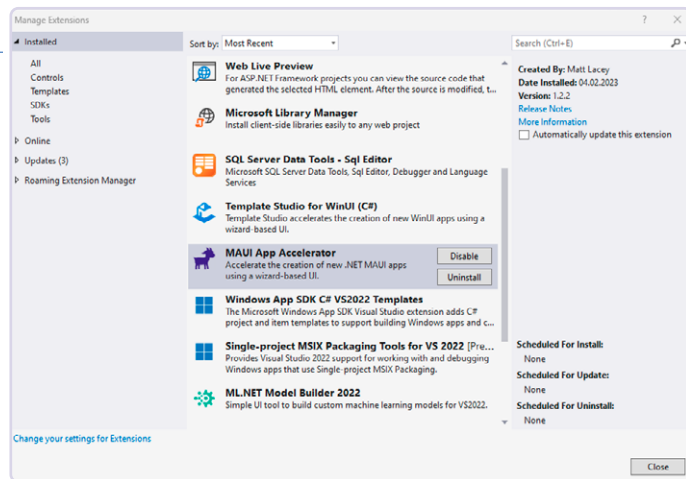 Manage Extensions
Installed
All
Controls
Templates
SDKs
Tools
Online
Updates (3)
Roaming Extension Manager
Change your settings for Extensions
Sort by: Most Recent
Web Live Preview
For ASP.NET Framework projects you can view the source code that
generated the selected HTML element. After the source is modified, t...
Microsoft Library Manager
Install client-side libraries easily to any web project
SQL Server Data Tools - Sql Editor
Microsoft SQL Server Data Tools, Sql Editor, Debugger and Language
Services
Template Studio for WinUI (C#)
Template Studio accelerates the creation of new WinUI apps using a
wizard-based UI.
MAUI App Accelerator
Accelerate the creation of new .NET MAUI apps
using a wizard-based UI.
Disable
Uninstall
Windows App SDK C# VS2022 Templates
The Microsoft Windows App SDK Visual Studio extension adds C#
project and item templates to support building Windows apps and c...
Single-project MSIX Packaging Tools for VS 2022 [Pre...
Provides Visual Studio 2022 support for working with and debugging
Windows apps that use Single-project MSIX Packaging.
ML.NET Model Builder 2022
Simple UI tool to build custom machine learning models for VS2022.
Search (Ctrl+E)
Created By: Matt Lacey
Date Installed: 04.02.2023
Version: 1.2.2
Release Notes
More Information
Automatically update this extension
Scheduled For Install:
None
Scheduled For Update:
None
Scheduled For Uninstall:
None
Close